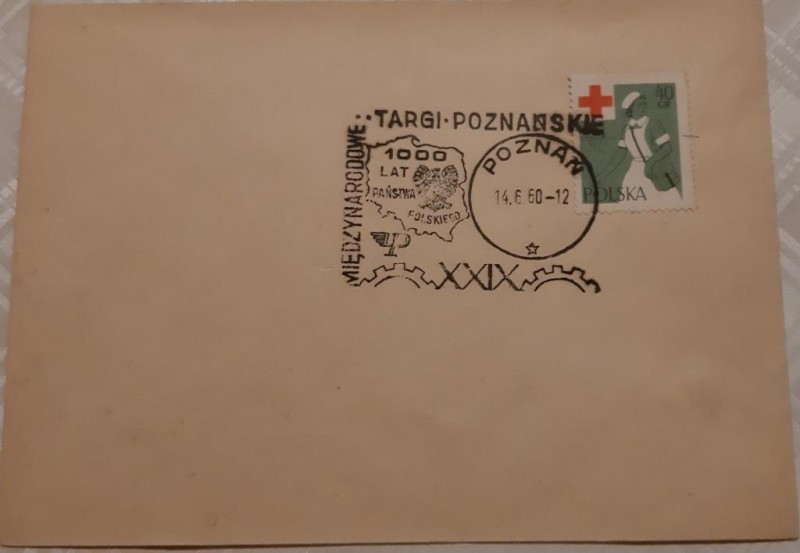 MIĘDZYNARODOWE • • TARGI • POZNAŃSKIE
1000
LAT
PAŃSTWA
POLSKIEGO
POZNAŃ
14.6.60-12
XXIX
40
GR
POLSKA